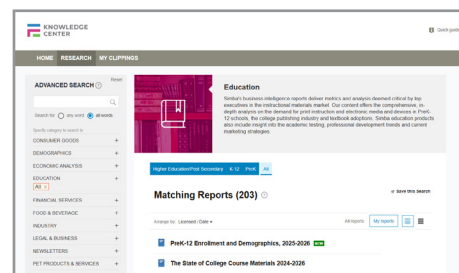 KNOWLEDGE
CENTER
Quick guide
HOME RESEARCH MY CLIPPINGS
ADVANCED SEARCH
Reset
Search for any word all words
Specify category to search in
CONSUMER GOODS +
DEMOGRAPHICS +
ECONOMIC ANALYSIS +
EDUCATION +
All x
FINANCIAL SERVICES +
FOOD & BEVERAGE +
INDUSTRY +
LEGAL & BUSINESS +
NEWSLETTERS +
PET PRODUCTS & SERVICES +
Education
Simba's business intelligence reports deliver metrics and analysis deemed critical by top
executives in the instructional materials market. Our content offers the comprehensive, in-
depth analysis on the demand for print instruction and electronic media and devices in PreK-
12 schools, the college publishing industry and textbook adoptions. Simba education products
also include insight into the academic testing, professional development trends and current
marketing strategies.
Higher Education/Post Secondary K-12 PreK All
Matching Reports (203)
Save this Search
Arrange by: Licensed / Date
All reports My reports
PreK-12 Enrollment and Demographics, 2025-2026 NEW
The State of College Course Materials 2024-2026